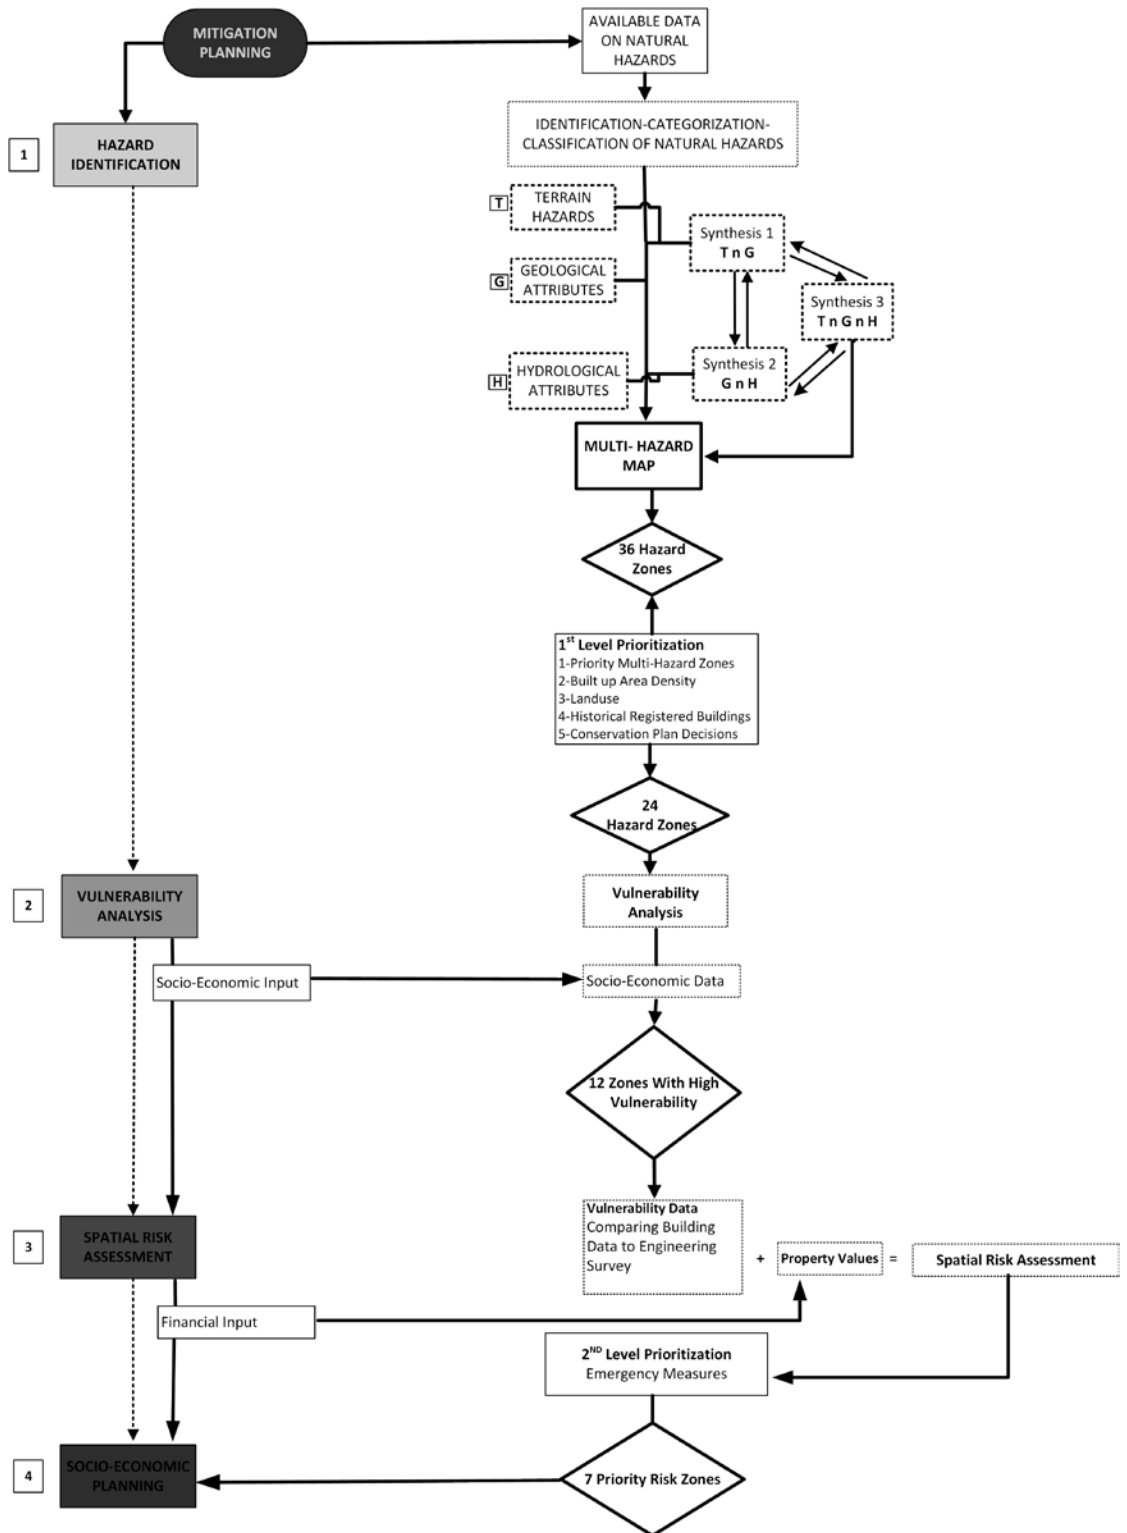 MITIGATION
PLANNING
AVAILABLE DATA
ON NATURAL
HAZARDS
1
HAZARD
IDENTIFICATION
IDENTIFICATION-CATEGORIZATION-
CLASSIFICATION OF NATURAL HAZARDS
T
TERRAIN
HAZARDS
Synthesis 1
T n G
G
GEOLOGICAL
ATTRIBUTES
Synthesis 3
T n G n H
H
HYDROLOGICAL
ATTRIBUTES
Synthesis 2
G n H
MULTI- HAZARD
MAP
36 Hazard
Zones
1st Level Prioritization
1-Priority Multi-Hazard Zones
2-Built up Area Density
3-Landuse
4-Historical Registered Buildings
5-Conservation Plan Decisions
24
Hazard Zones
2
VULNERABILITY
ANALYSIS
Vulnerability
Analysis
Socio-Economic Input
Socio-Economic Data
12 Zones With High
Vulnerability
3
SPATIAL RISK
ASSESSMENT
Vulnerability Data
Comparing Building
Data to Engineering
Survey
+
Property Values
=
Spatial Risk Assessment
Financial Input
2ND Level Prioritization
Emergency Measures
4
SOCIO-ECONOMIC
PLANNING
7 Priority Risk Zones